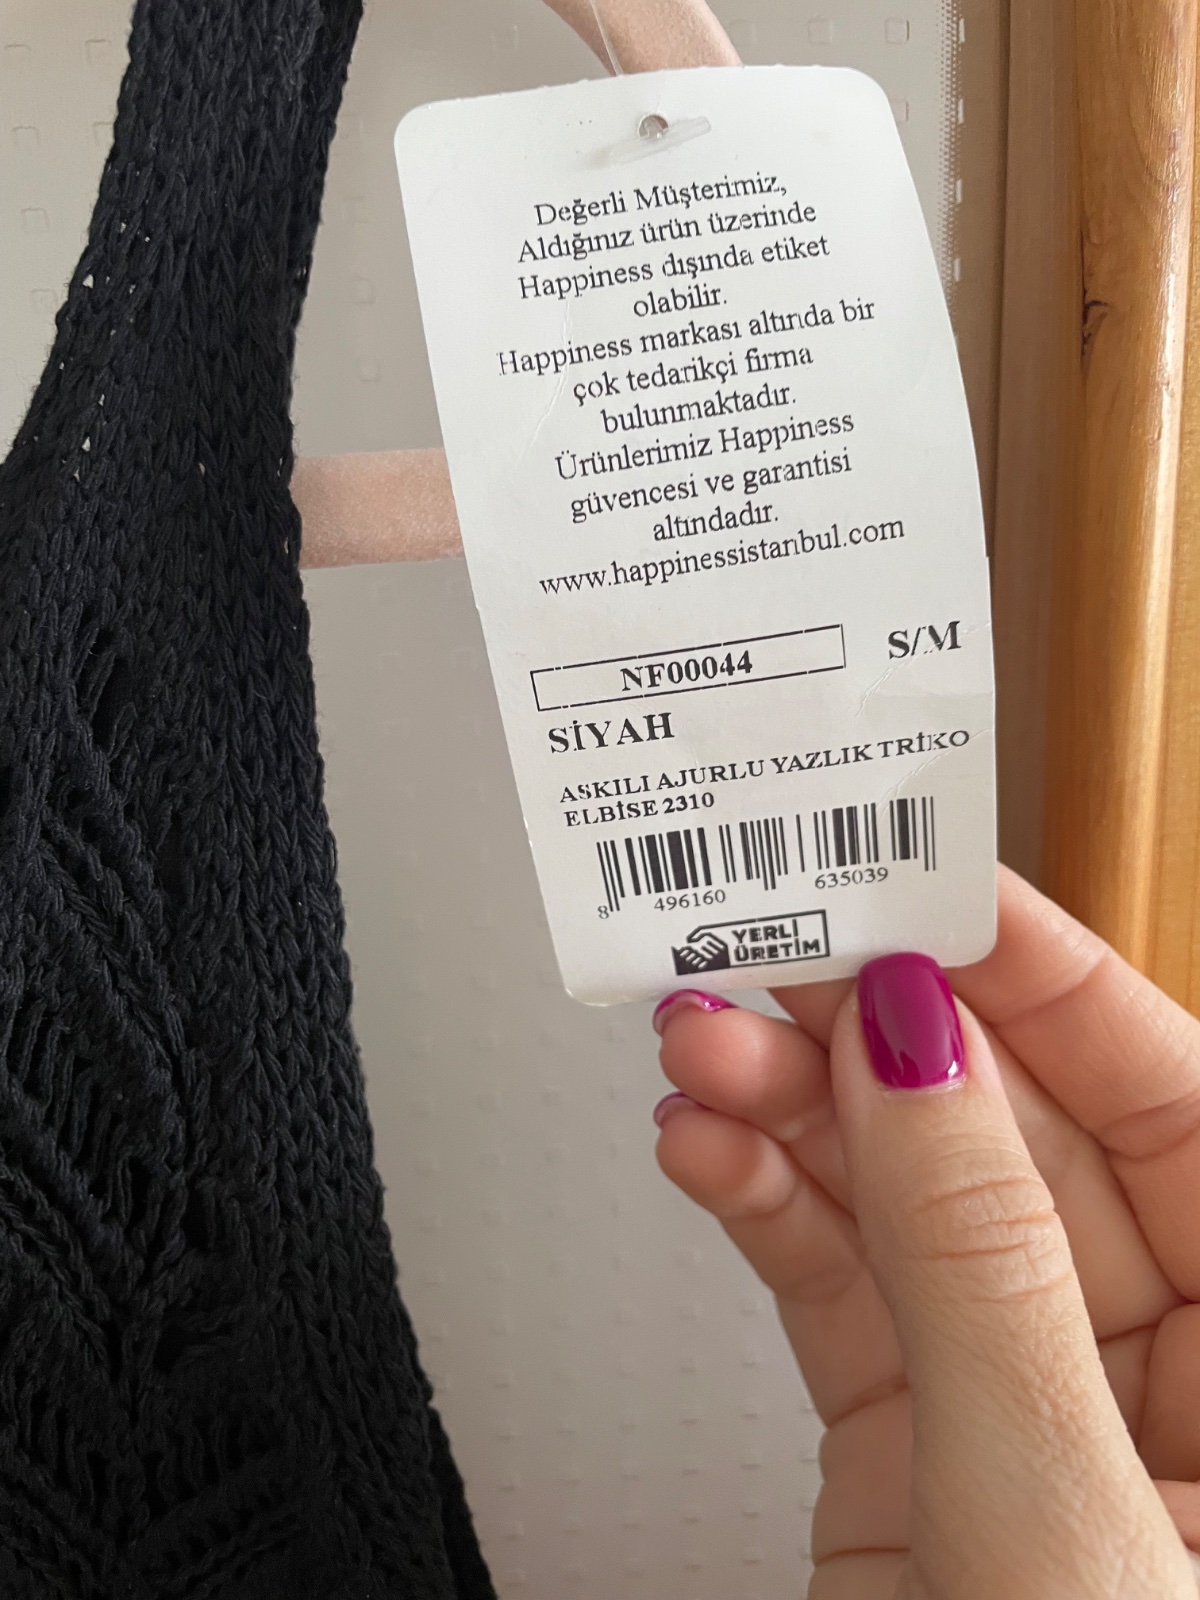 Değerli Müşterimiz,
Aldığınız ürün üzerinde
Happiness dışında etiket
olabilir.
Happiness markası altında bir
çok tedarikçi firma
bulunmaktadır.
Ürünlerimiz Happiness
güvencesi ve garantisi
altındadır.
www.happinessistanbul.com
NF00044 S/M
SİYAH
ASKILI AJURLU YAZLIK TRİKO
ELBİSE 2310
8 496160 635039
YERLİ
ÜRETİM